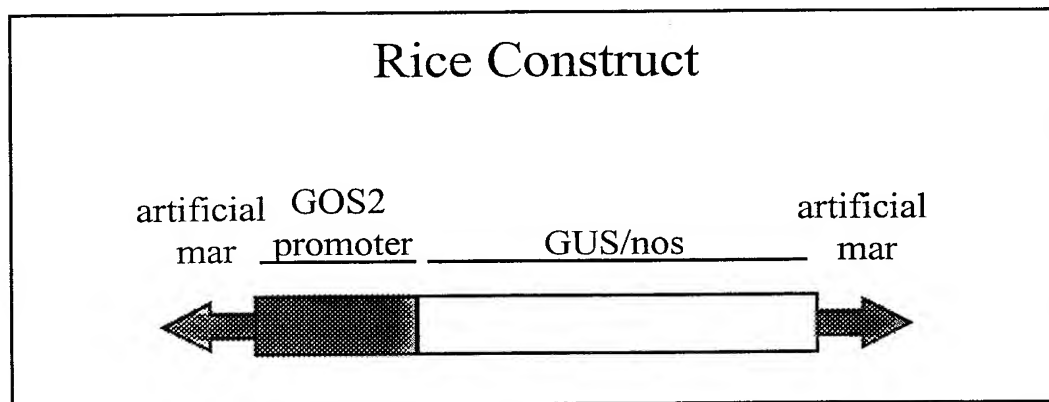 Rice Construct
artificial
mar
GOS2
promoter
GUS/nos
artificial
mar